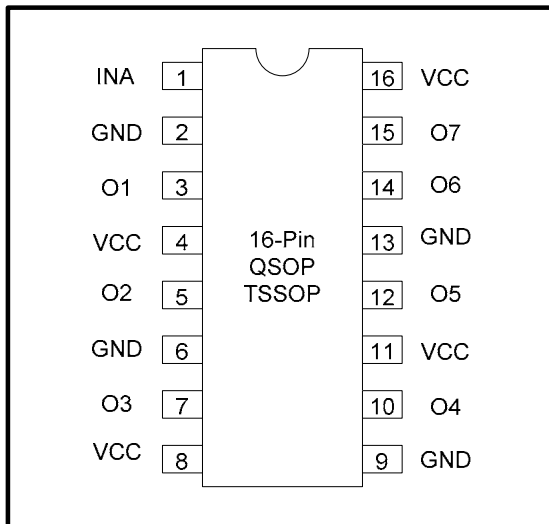 INA 1 16 VCC
GND 2 15 O7
O1 3 14 O6
VCC 4 13 GND
16-Pin
QSOP
TSSOP
O2 5 12 O5
GND 6 11 VCC
O3 7 10 O4
VCC 8 9 GND